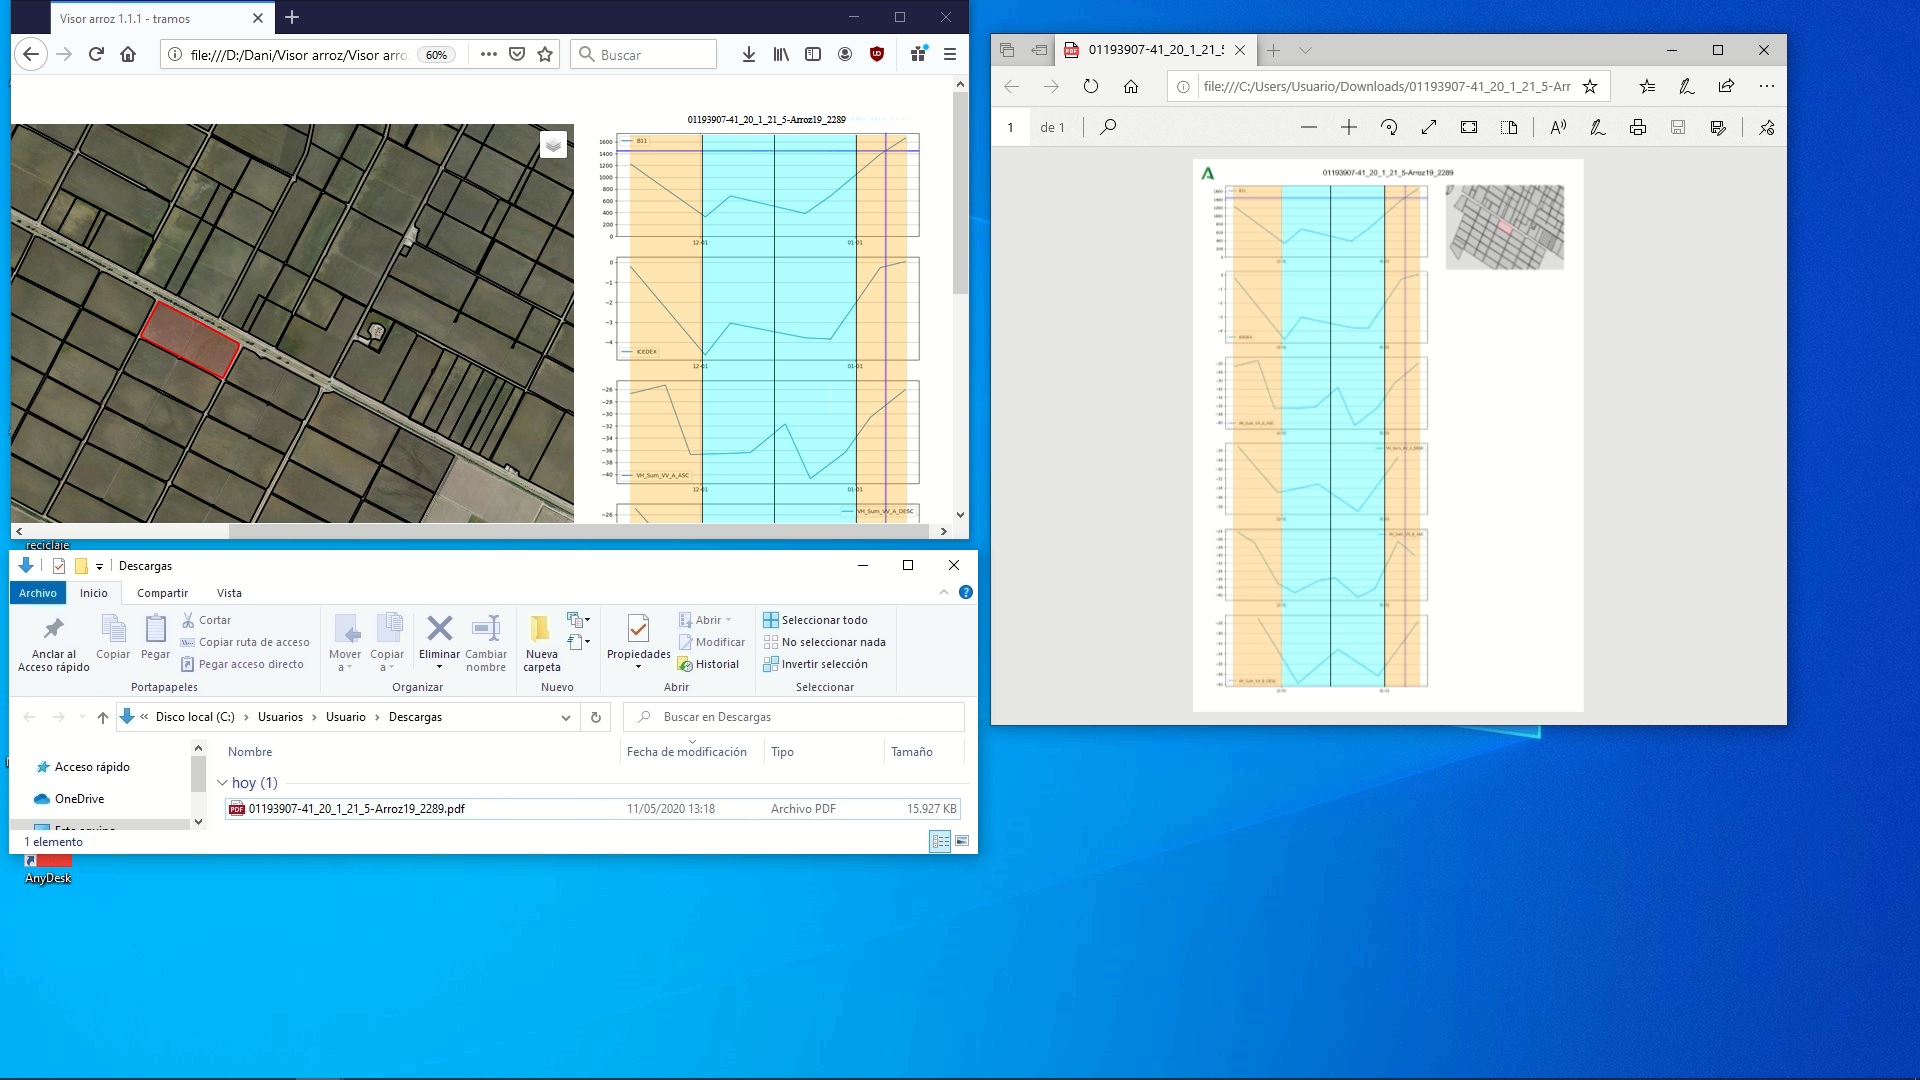 Visor arroz 1.1.1 - tramos
file:///D:/Dani/Visor arroz/Visor arro
60%
Buscar
01193907-41_20_1_21_5-Arroz19_2289
B11
1600
1400
1200
1000
800
600
400
200
0
12-01
01-01
0
−1
−2
−3
−4
ICEDEX
12-01
01-01
−26
−28
−30
−32
−34
−36
−38
−40
VH_Sum_VV_A_ASC
12-01
01-01
−26
VH_Sum_VV_A_DESC
reciclaje
Descargas
Archivo
Inicio
Compartir
Vista
Anclar al
Acceso rápido
Copiar
Pegar
Cortar
Copiar ruta de acceso
Pegar acceso directo
Portapapeles
Mover
a
Copiar
a
Eliminar
Cambiar
nombre
Organizar
Nueva
carpeta
Nuevo
Propiedades
Abrir
Modificar
Historial
Abrir
Seleccionar todo
No seleccionar nada
Invertir selección
Seleccionar
« Disco local (C:) > Usuarios > Usuario > Descargas
Buscar en Descargas
Acceso rápido
OneDrive
Este equipo
Nombre
Fecha de modificación
Tipo
Tamaño
hoy (1)
01193907-41_20_1_21_5-Arroz19_2289.pdf
11/05/2020 13:18
Archivo PDF
15.927 KB
1 elemento
AnyDesk
01193907-41_20_1_21_5
file:///C:/Users/Usuario/Downloads/01193907-41_20_1_21_5-Arr
1
de 1
01193907-41_20_1_21_5-Arroz19_2289